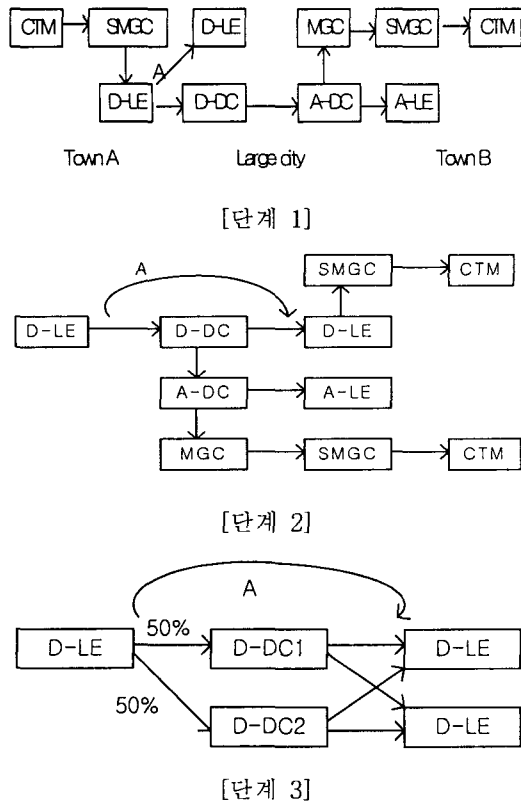 CTM SMGC D-LE MGC SMGC CTM
A
D-LE D-DC A-DC A-LE
Town A Large city Town B
[단계 1]
A SMGC CTM
D-LE D-DC D-LE
A-DC A-LE
MGC SMGC CTM
[단계 2]
A
50%
D-LE D-DC1 D-LE
50%
D-DC2 D-LE
[단계 3]